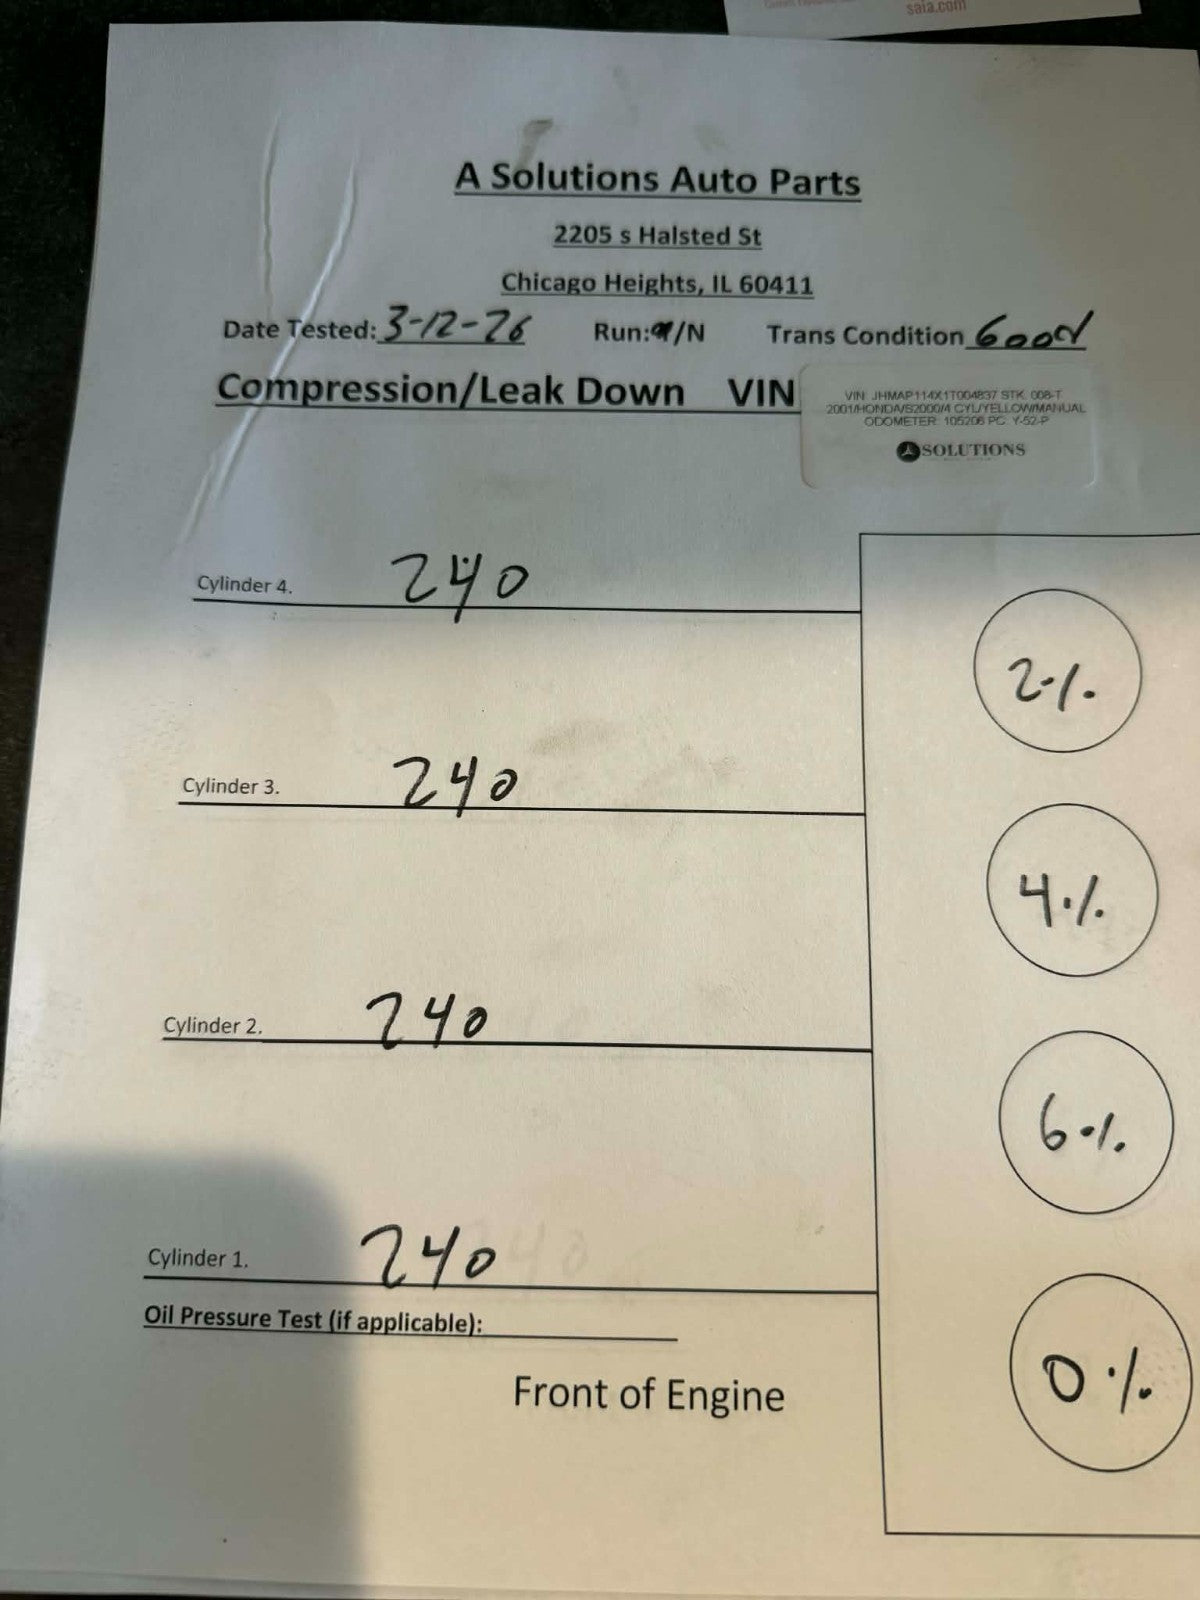 saia.com
A Solutions Auto Parts
2205 s Halsted St
Chicago Heights, IL 60411
Date Tested: 3-12-26 Run: /N Trans Condition Good
Compression/Leak Down VIN
VIN: JHMAP114X1T004837 STK. 008-T
2001/HONDA/S2000/4 CYL/YELLOW/MANUAL
ODOMETER: 105206 PC: Y-52-P
SOLUTIONS
Cylinder 4. 240
2%
Cylinder 3. 240
4%
Cylinder 2. 240
6%
Cylinder 1. 240
0%
Oil Pressure Test (if applicable):
Front of Engine